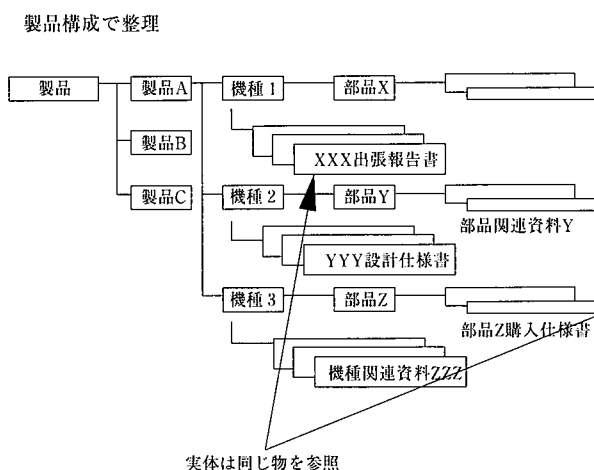 製品構成で整理
製品
製品A
機種1
部品X
製品B
XXX出張報告書
製品C
機種2
部品Y
部品関連資料Y
YYY設計仕様書
機種3
部品Z
部品Z購入仕様書
機種関連資料ZZZ
実体は同じ物を参照